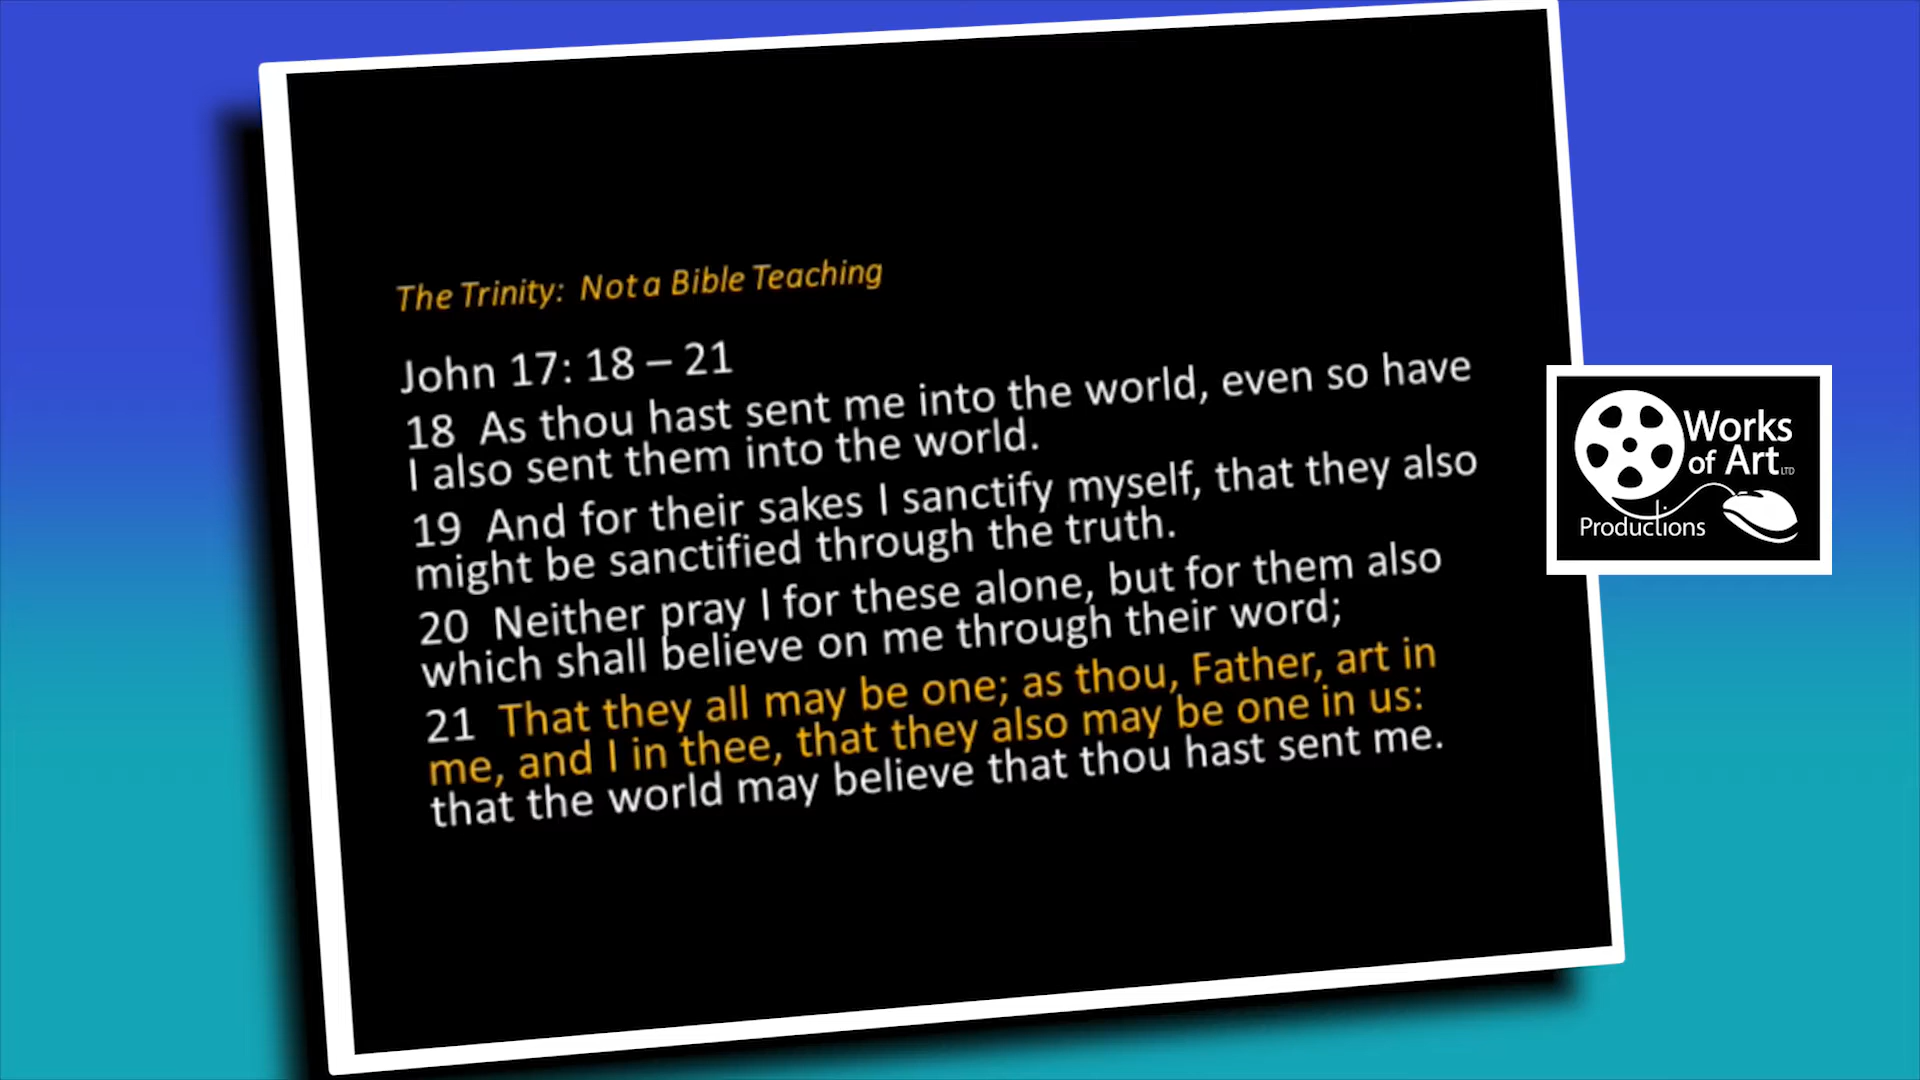 The Trinity: Not a Bible Teaching
John 17: 18 – 21
18 As thou hast sent me into the world, even so have
I also sent them into the world.
19 And for their sakes I sanctify myself, that they also
might be sanctified through the truth.
20 Neither pray I for these alone, but for them also
which shall believe on me through their word;
21 That they all may be one; as thou, Father, art in
me, and I in thee, that they also may be one in us:
that the world may believe that thou hast sent me.
Works
of Art LTD
Productions